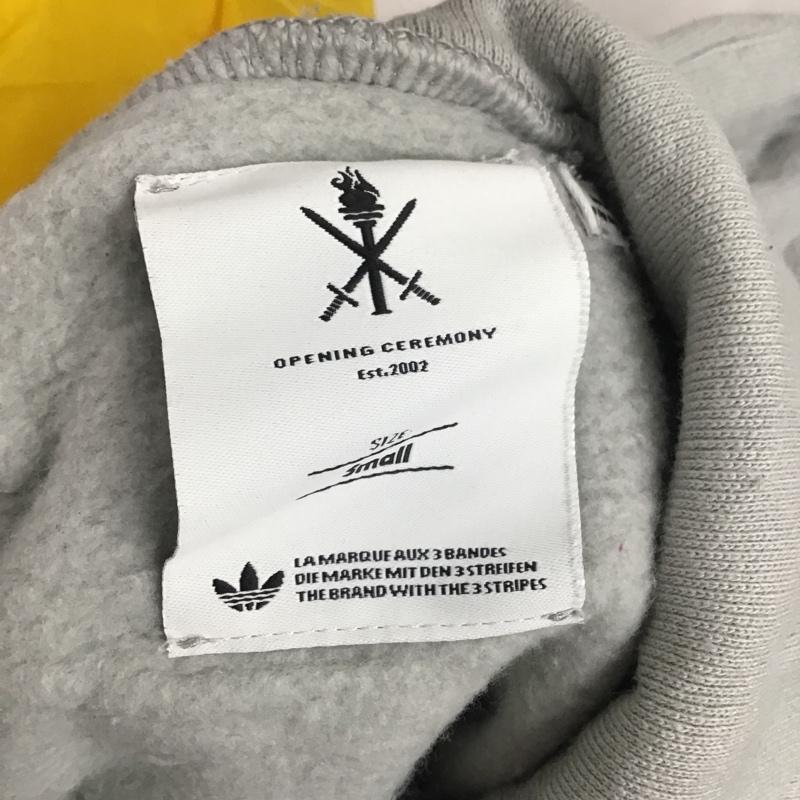 OPENING CEREMONY
Est.2002
SIZE
small
LA MARQUE AUX 3 BANDES
DIE MARKE MIT DEN 3 STREIFEN
THE BRAND WITH THE 3 STRIPES